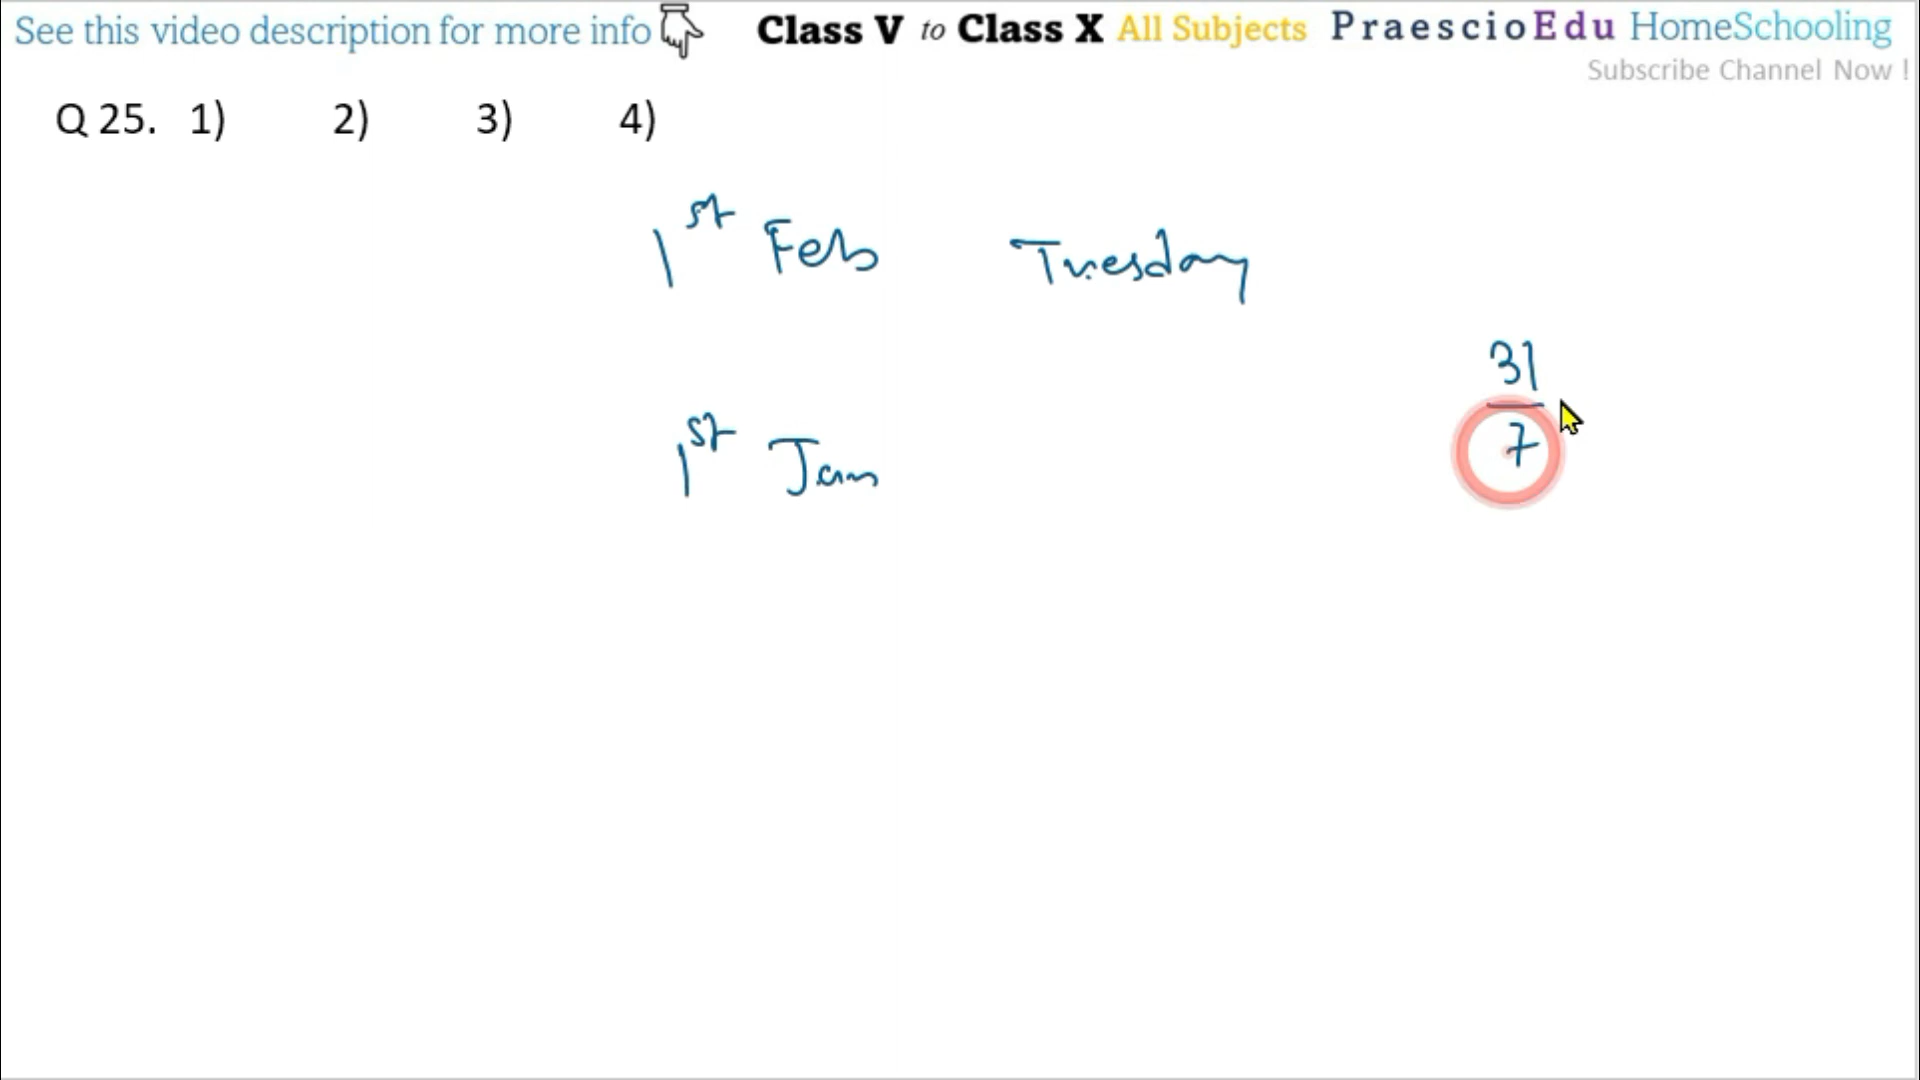 See this video description for more info Class V to Class X All Subjects PraescioEdu HomeSchooling
Subscribe Channel Now !
Q 25. 1) 2) 3) 4)
1st Feb Tuesday
31
7
1st Jan